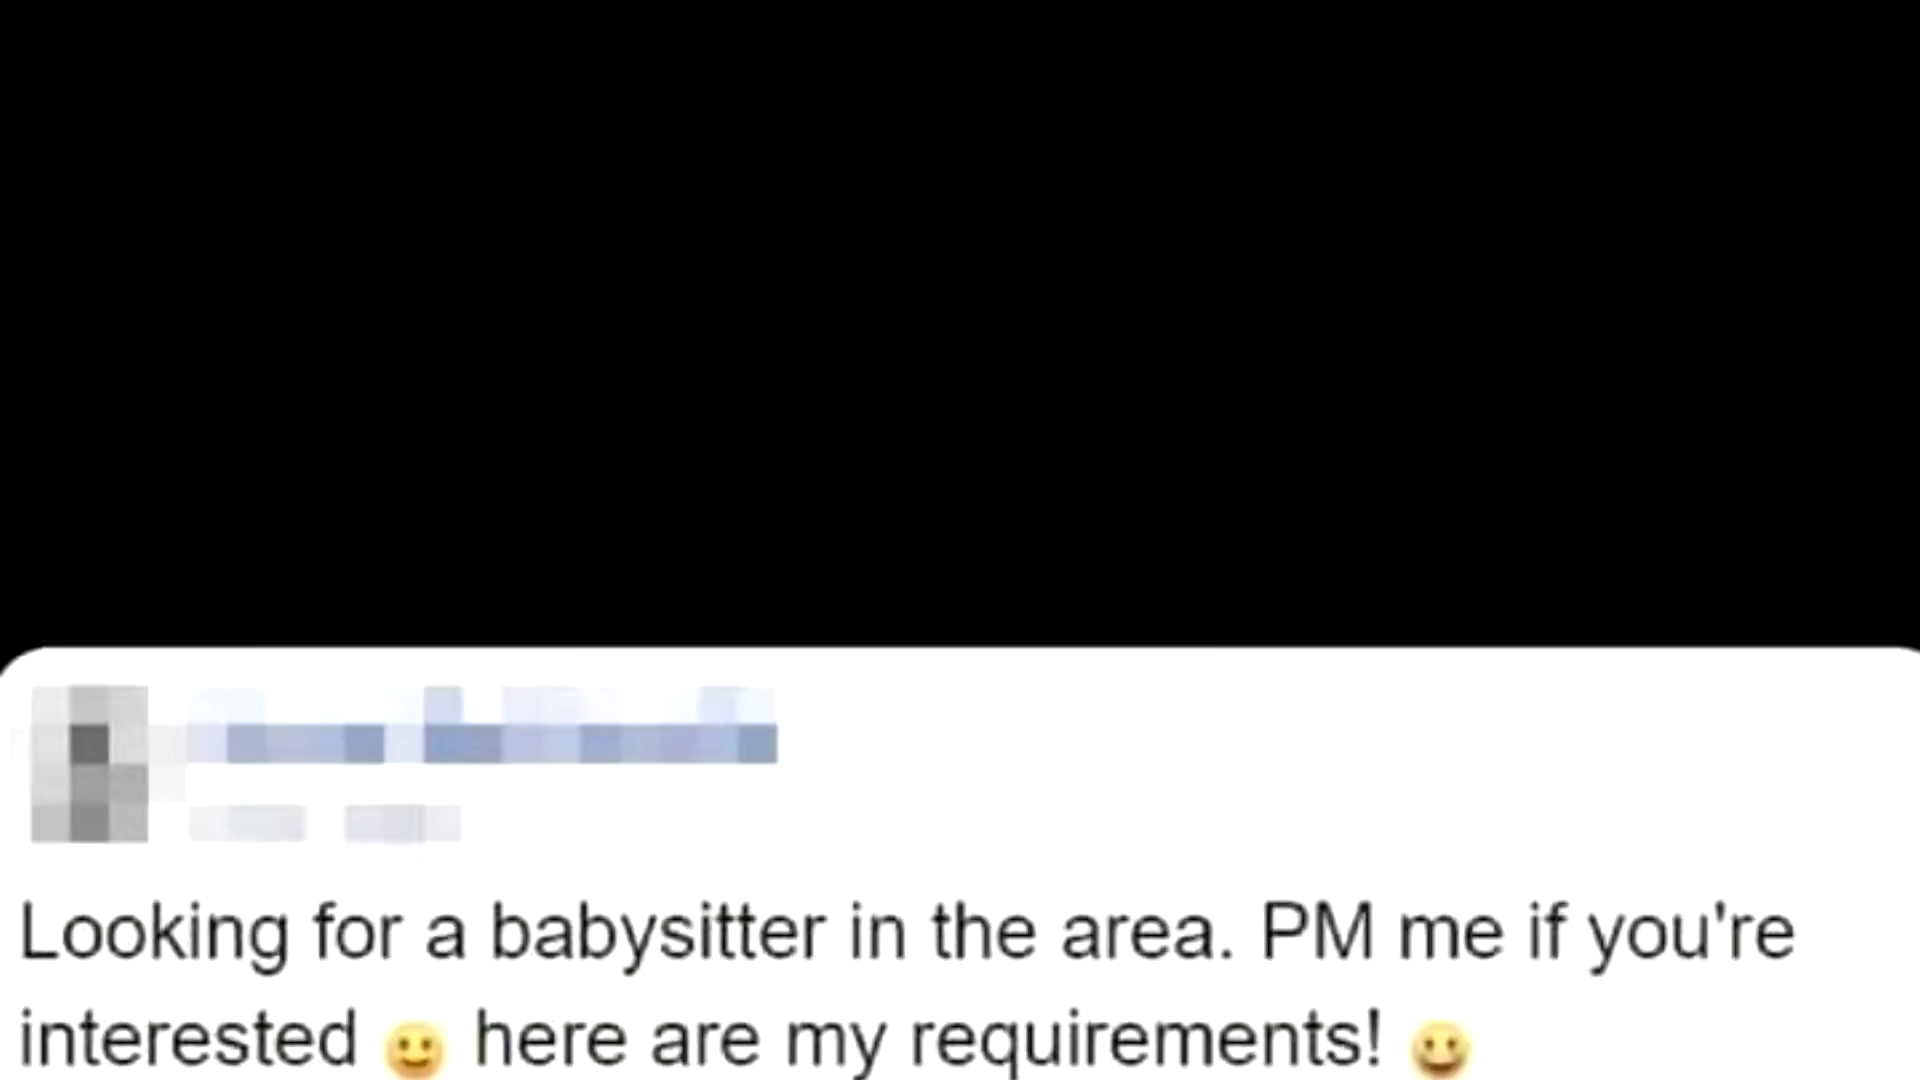 Looking for a babysitter in the area. PM me if you're
interested 🙂 here are my requirements! 😀